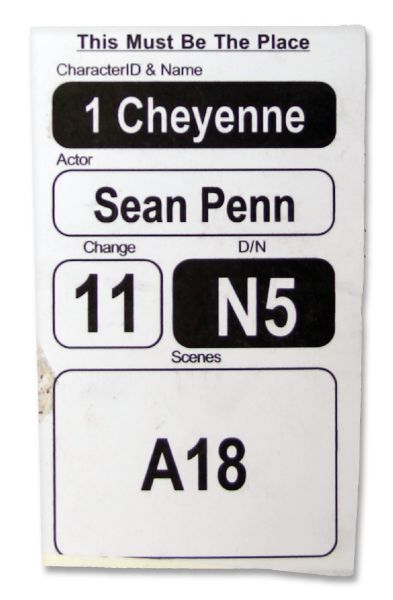 This Must Be The Place
CharacterID & Name
1 Cheyenne
Actor
Sean Penn
Change D/N
11 N5
Scenes
A18